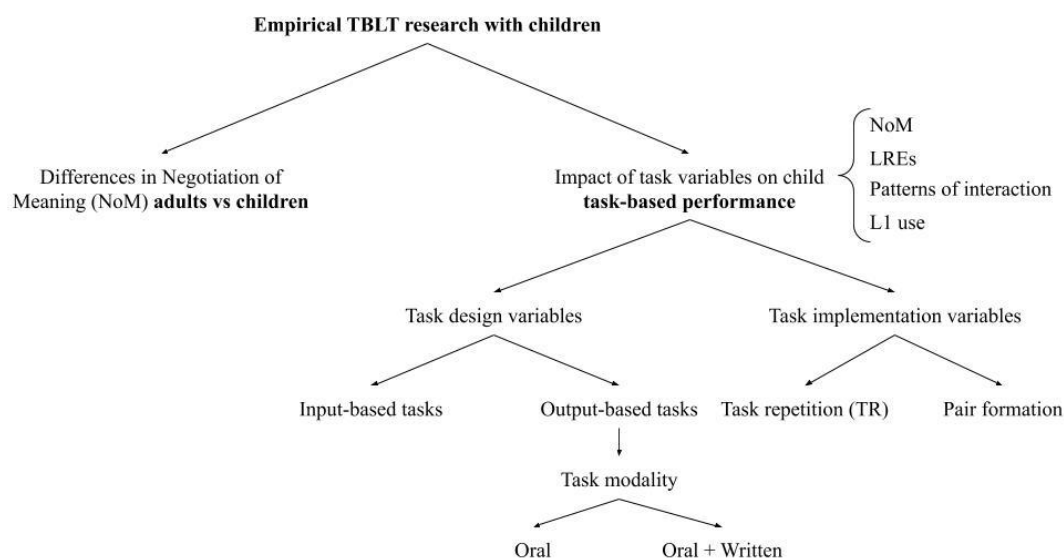 Empirical TBLT research with children
Differences in Negotiation of
Meaning (NoM) adults vs children
Impact of task variables on child
task-based performance
NoM
LREs
Patterns of interaction
L1 use
Task design variables
Task implementation variables
Input-based tasks
Output-based tasks
Task repetition (TR)
Pair formation
Task modality
Oral
Oral + Written